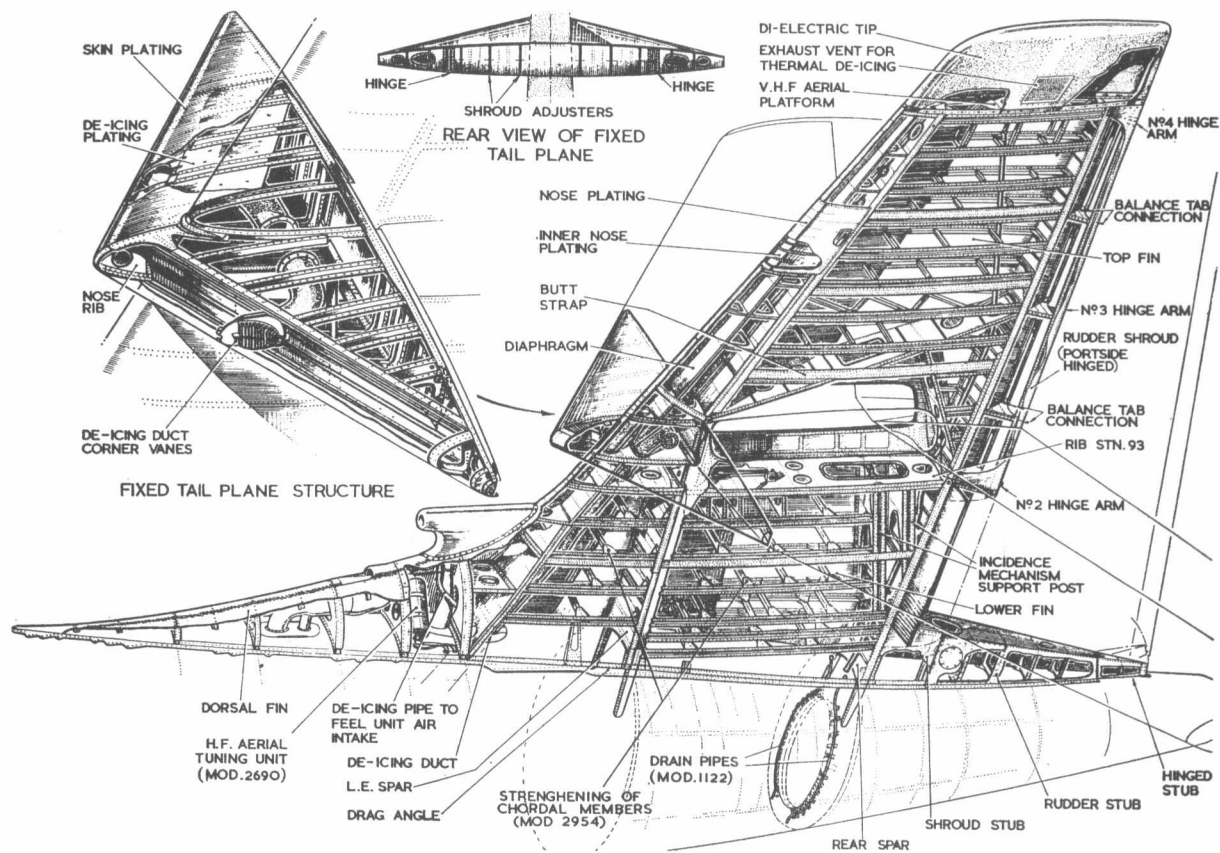 SKIN PLATING
DE-ICING
PLATING
NOSE
RIB
DE-ICING DUCT
CORNER VANES
FIXED TAIL PLANE STRUCTURE
HINGE
HINGE
SHROUD ADJUSTERS
REAR VIEW OF FIXED
TAIL PLANE
DI-ELECTRIC TIP
EXHAUST VENT FOR
THERMAL DE-ICING
V.H.F AERIAL
PLATFORM
Nº4 HINGE
ARM
NOSE PLATING
INNER NOSE
PLATING
BUTT
STRAP
DIAPHRAGM
BALANCE TAB
CONNECTION
TOP FIN
Nº3 HINGE ARM
RUDDER SHROUD
(PORTSIDE
HINGED)
BALANCE TAB
CONNECTION
RIB STN. 93
Nº2 HINGE ARM
INCIDENCE
MECHANISM
SUPPORT POST
LOWER FIN
DORSAL FIN
H.F. AERIAL
TUNING UNIT
(MOD.2690)
DE-ICING PIPE TO
FEEL UNIT AIR
INTAKE
DE-ICING DUCT
L.E. SPAR
DRAG ANGLE
STRENGHENING OF
CHORDAL MEMBERS
(MOD 2954)
DRAIN PIPES
(MOD.1122)
REAR SPAR
SHROUD STUB
RUDDER STUB
HINGED
STUB